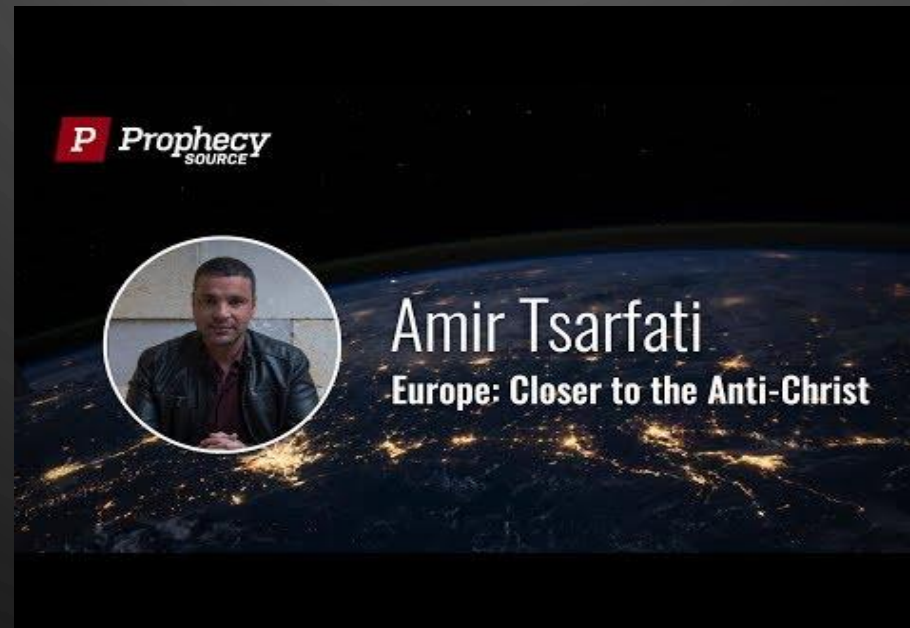 P Prophecy
SOURCE
Amir Tsarfati
Europe: Closer to the Anti-Christ